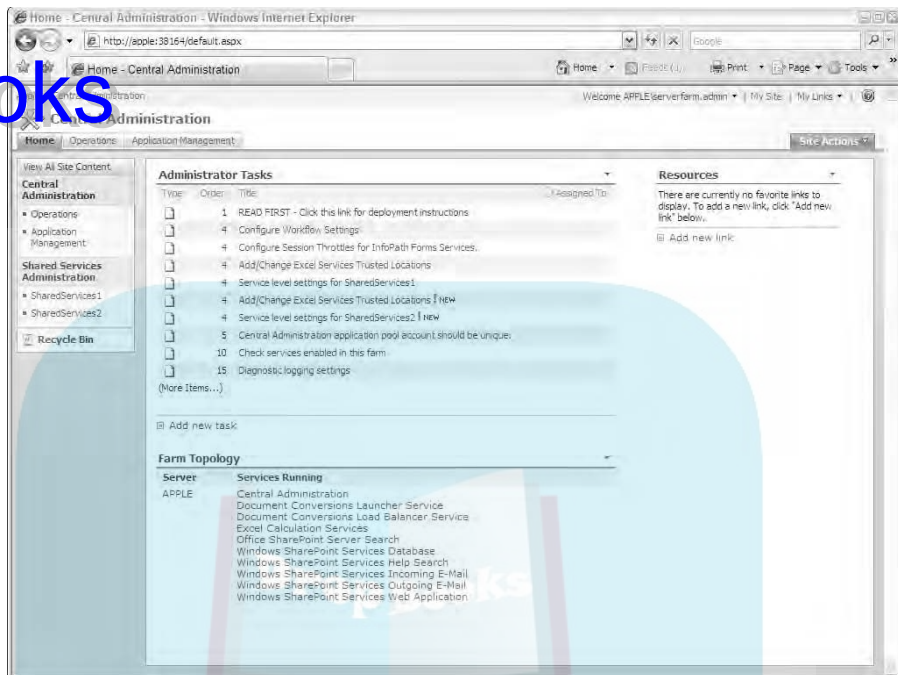 Home - Central Administration - Windows Internet Explorer
http://apple:38164/default.aspx
Google
Home - Central Administration
Home
Print
Page
Tools
oks
Welcome APPLE\serverfarm.admin | My Site | My Links
Central Administration
Home Operations Application Management
Site Actions
View All Site Content
Central Administration
Operations
Application Management
Shared Services Administration
SharedServices1
SharedServices2
Recycle Bin
Administrator Tasks
Type Order Title Assigned To
1 READ FIRST - Click this link for deployment instructions
4 Configure Workflow Settings
4 Configure Session Throttles for InfoPath Forms Services.
4 Add/Change Excel Services Trusted Locations
4 Service level settings for SharedServices1
4 Add/Change Excel Services Trusted Locations ! NEW
4 Service level settings for SharedServices2 ! NEW
5 Central Administration application pool account should be unique.
10 Check services enabled in this farm
15 Diagnostic logging settings
(More Items...)
Add new task
Farm Topology
Server Services Running
APPLE Central Administration
Document Conversions Launcher Service
Document Conversions Load Balancer Service
Excel Calculation Services
Office SharePoint Server Search
Windows SharePoint Services Database
Windows SharePoint Services Help Search
Windows SharePoint Services Incoming E-Mail
Windows SharePoint Services Outgoing E-Mail
Windows SharePoint Services Web Application
Resources
There are currently no favorite links to
display. To add a new link, click "Add new
link" below.
Add new link